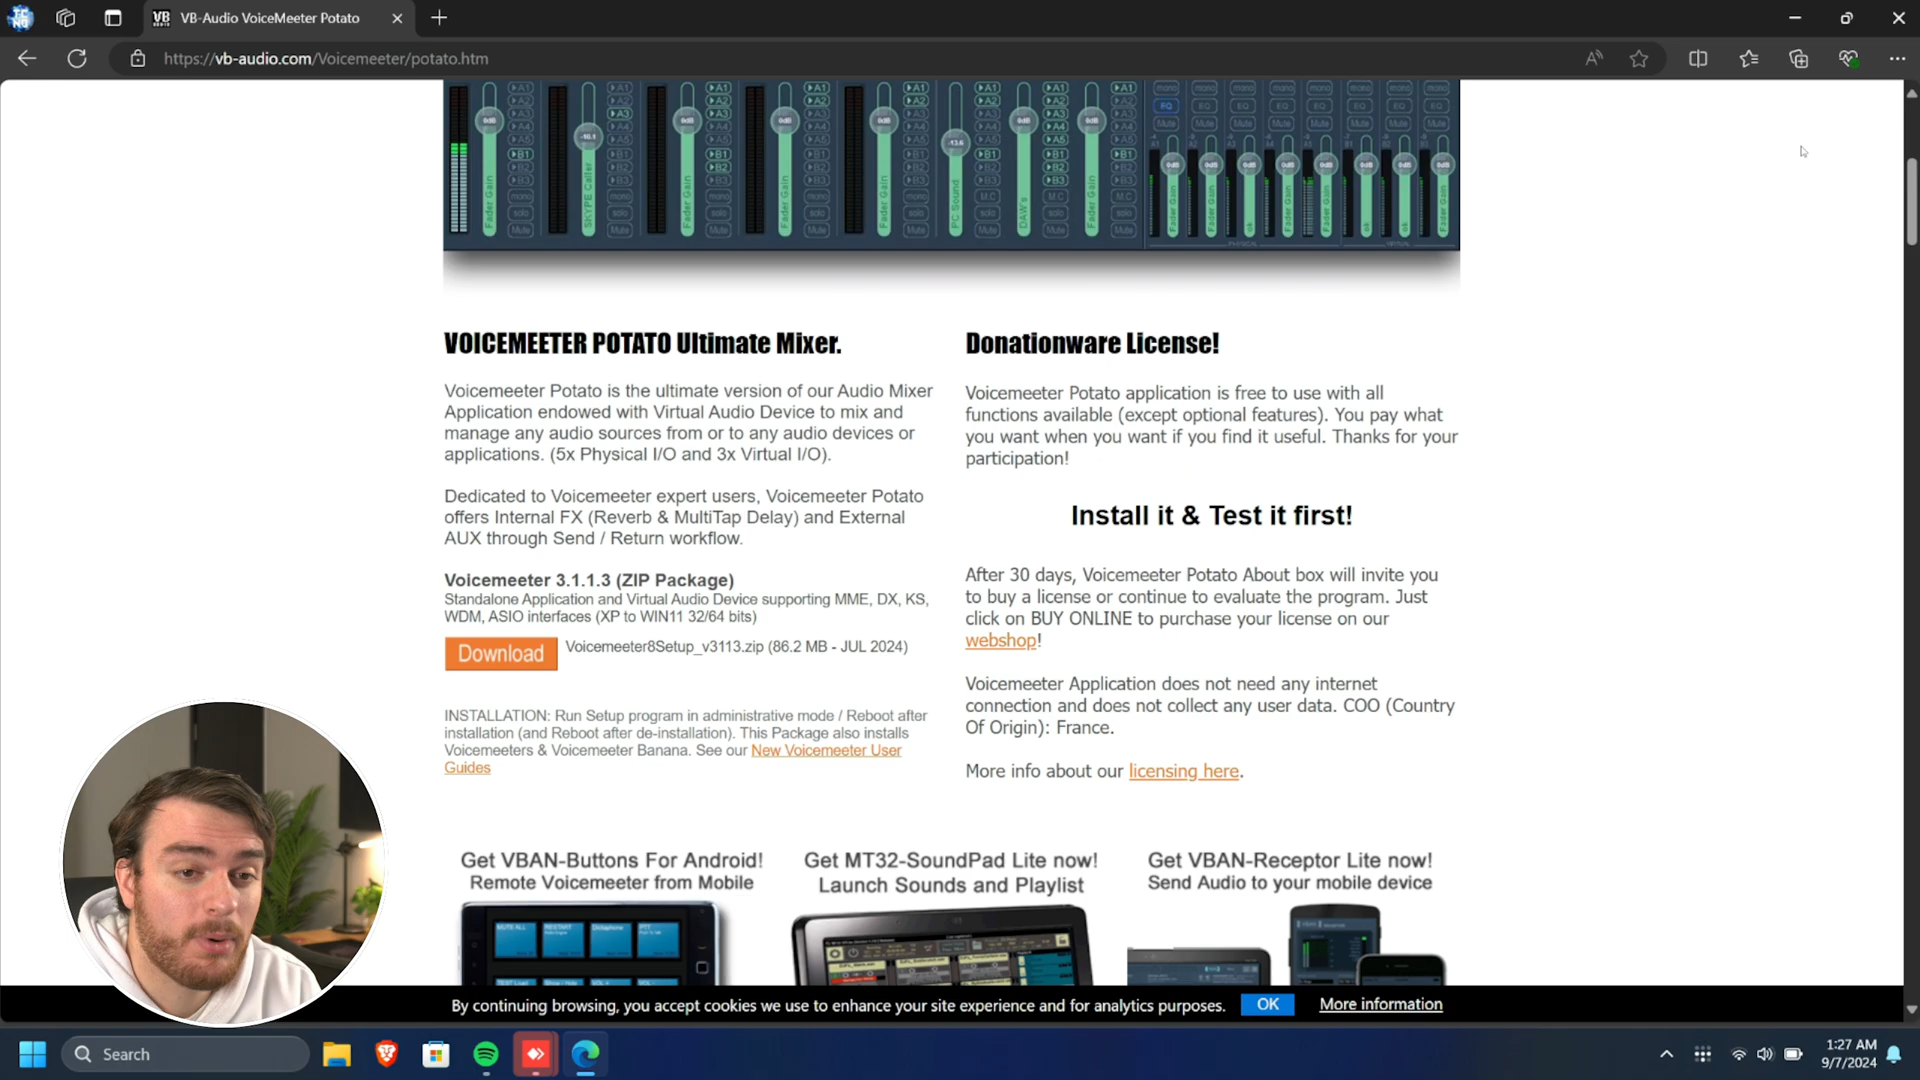 VB-Audio VoiceMeeter Potato
https://vb-audio.com/Voicemeeter/potato.htm
VOICEMEETER POTATO Ultimate Mixer.
Voicemeeter Potato is the ultimate version of our Audio Mixer
Application endowed with Virtual Audio Device to mix and
manage any audio sources from or to any audio devices or
applications. (5x Physical I/O and 3x Virtual I/O).
Dedicated to Voicemeeter expert users, Voicemeeter Potato
offers Internal FX (Reverb & MultiTap Delay) and External
AUX through Send / Return workflow.
Voicemeeter 3.1.1.3 (ZIP Package)
Standalone Application and Virtual Audio Device supporting MME, DX, KS,
WDM, ASIO interfaces (XP to WIN11 32/64 bits)
Download
Voicemeeter8Setup_v3113.zip (86.2 MB - JUL 2024)
INSTALLATION: Run Setup program in administrative mode / Reboot after
installation (and Reboot after de-installation). This Package also installs
Voicemeeters & Voicemeeter Banana. See our New Voicemeeter User
Guides
Donationware License!
Voicemeeter Potato application is free to use with all
functions available (except optional features). You pay what
you want when you want if you find it useful. Thanks for your
participation!
Install it & Test it first!
After 30 days, Voicemeeter Potato About box will invite you
to buy a license or continue to evaluate the program. Just
click on BUY ONLINE to purchase your license on our
webshop!
Voicemeeter Application does not need any internet
connection and does not collect any user data. COO (Country
Of Origin): France.
More info about our licensing here.
Get VBAN-Buttons For Android!
Remote Voicemeeter from Mobile
Get MT32-SoundPad Lite now!
Launch Sounds and Playlist
Get VBAN-Receptor Lite now!
Send Audio to your mobile device
By continuing browsing, you accept cookies we use to enhance your site experience and for analytics purposes.
OK
More information
Search
1:27 AM
9/7/2024